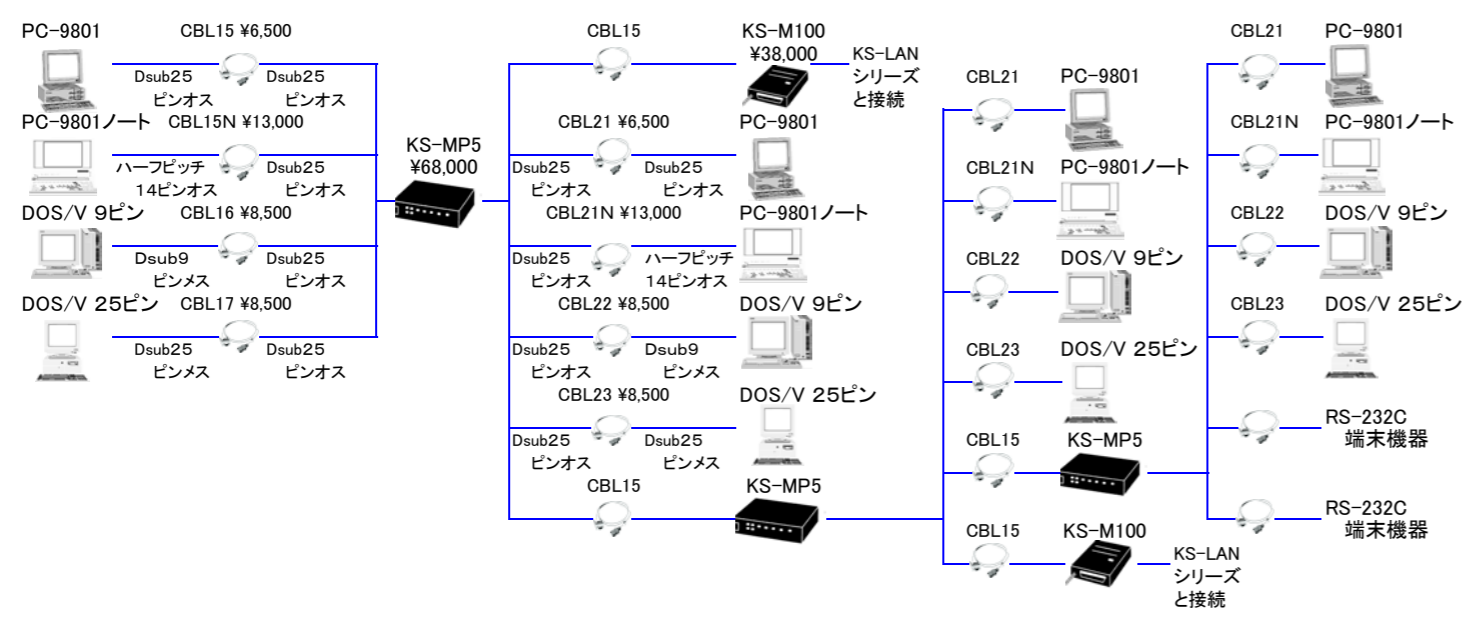 PC-9801
CBL15 ¥6,500
Dsub25
ピンオス
Dsub25
ピンオス
PC-9801ノート
CBL15N ¥13,000
ハーフピッチ
14ピンオス
Dsub25
ピンオス
DOS/V 9ピン
CBL16 ¥8,500
Dsub9
ピンメス
Dsub25
ピンオス
DOS/V 25ピン
CBL17 ¥8,500
Dsub25
ピンメス
Dsub25
ピンオス
KS-MP5
¥68,000
CBL15
KS-M100
¥38,000
KS-LAN
シリーズ
と接続
CBL21 ¥6,500
PC-9801
Dsub25
ピンオス
Dsub25
ピンオス
CBL21N ¥13,000
PC-9801ノート
Dsub25
ピンオス
ハーフピッチ
14ピンオス
CBL22 ¥8,500
DOS/V 9ピン
Dsub25
ピンオス
Dsub9
ピンメス
CBL23 ¥8,500
DOS/V 25ピン
Dsub25
ピンオス
Dsub25
ピンメス
CBL15
KS-MP5
CBL21
PC-9801
CBL21N
PC-9801ノート
CBL22
DOS/V 9ピン
CBL23
DOS/V 25ピン
CBL15
KS-MP5
CBL15
KS-M100
KS-LAN
シリーズ
と接続
CBL21
PC-9801
CBL21N
PC-9801ノート
CBL22
DOS/V 9ピン
CBL23
DOS/V 25ピン
RS-232C
端末機器
RS-232C
端末機器